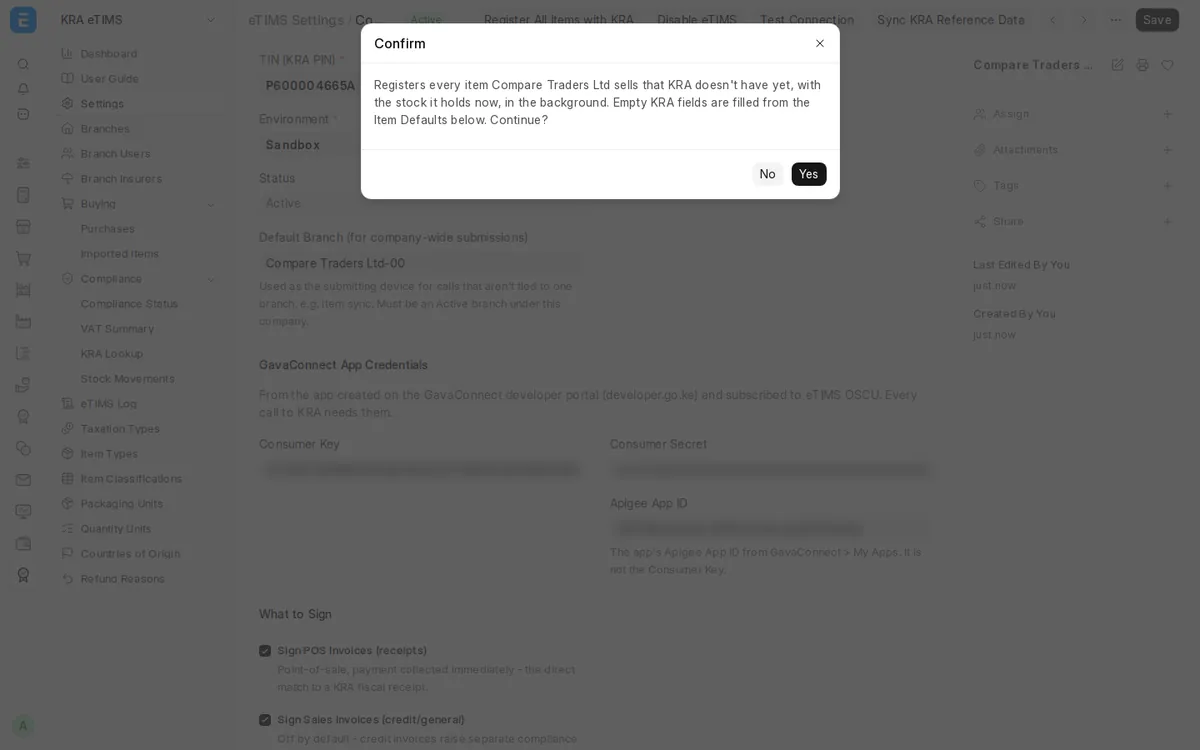 KRA eTIMS
eTIMS Settings / Co
Active
Register All Items with KRA
Disable eTIMS
Test Connection
Sync KRA Reference Data
Save
Confirm
Registers every item Compare Traders Ltd sells that KRA doesn't have yet, with
the stock it holds now, in the background. Empty KRA fields are filled from the
Item Defaults below. Continue?
No
Yes
Dashboard
User Guide
Settings
Branches
Branch Users
Branch Insurers
Buying
Purchases
Imported Items
Compliance
Compliance Status
VAT Summary
KRA Lookup
Stock Movements
eTIMS Log
Taxation Types
Item Types
Item Classifications
Packaging Units
Quantity Units
Countries of Origin
Refund Reasons
A
TIN (KRA PIN) *
P600004665A
Environment *
Sandbox
Status
Active
Default Branch (for company-wide submissions)
Compare Traders Ltd-00
Used as the submitting device for calls that aren't tied to one
branch, e.g. item sync. Must be an Active branch under this
company.
GavaConnect App Credentials
From the app created on the GavaConnect developer portal (developer.go.ke) and subscribed to eTIMS OSCU. Every
call to KRA needs them.
Consumer Key
Consumer Secret
Apigee App ID
The app's Apigee App ID from GavaConnect > My Apps. It is
not the Consumer Key.
What to Sign
Sign POS Invoices (receipts)
Point-of-sale, payment collected immediately - the direct
match to a KRA fiscal receipt.
Sign Sales Invoices (credit/general)
Off by default - credit invoices raise separate compliance
Compare Traders ...
Assign
Attachments
Tags
Share
Last Edited By You
just now
Created By You
just now